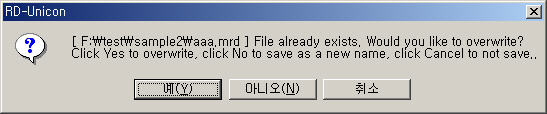 RD-Unicon
[ F:₩test₩sample2₩aaa.mrd ] File already exists, Would you like to overwrite?
Click Yes to overwrite, click No to save as a new name, click Cancel to not save..
예(Y) 아니오(N) 취소